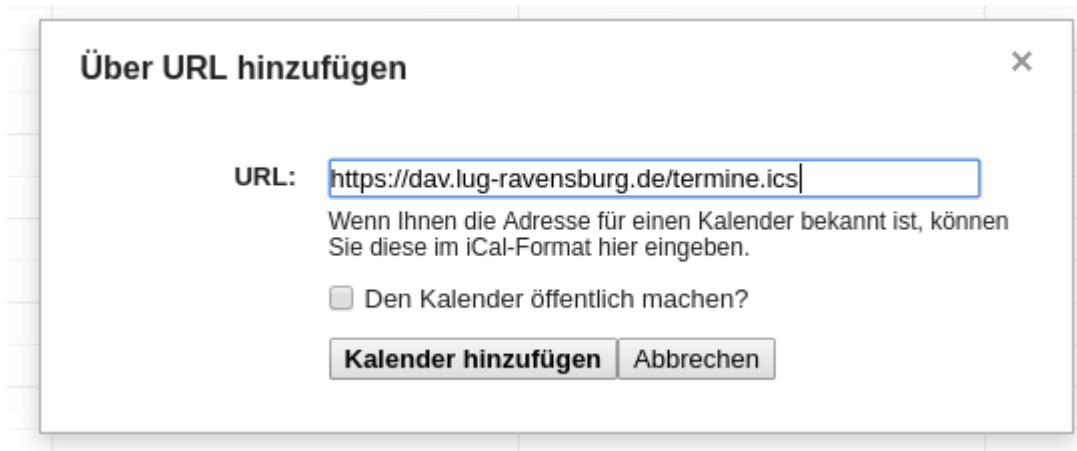 Über URL hinzufügen ×
URL: https://dav.lug-ravensburg.de/termine.ics
Wenn Ihnen die Adresse für einen Kalender bekannt ist, können
Sie diese im iCal-Format hier eingeben.
Den Kalender öffentlich machen?
Kalender hinzufügen Abbrechen